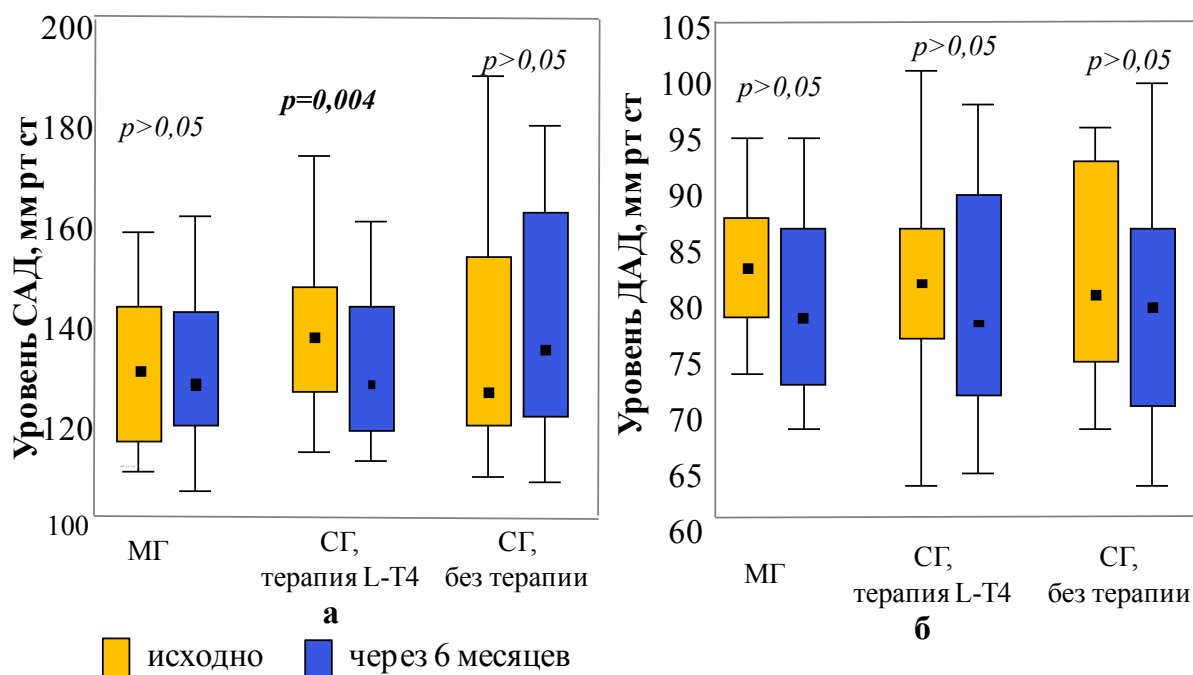 Уровень САД, мм рт ст
200
180
160
140
120
100
p>0,05
p=0,004
p>0,05
МГ
СГ,
терапия L-T4
СГ,
без терапии
а
Уровень ДАД, мм рт ст
105
100
95
90
85
80
75
70
65
60
p>0,05
p>0,05
p>0,05
МГ
СГ,
терапия L-T4
СГ,
без терапии
б
исходно
через 6 месяцев